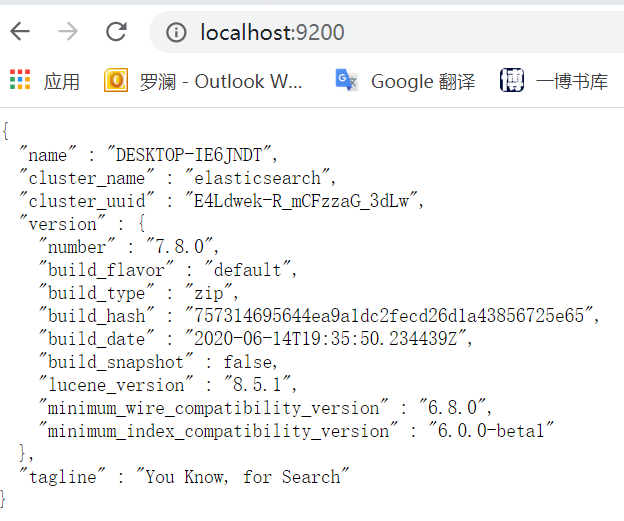 localhost:9200
应用 罗澜 - Outlook W... Google 翻译 一博书库
{
"name" : "DESKTOP-IE6JNDT",
"cluster_name" : "elasticsearch",
"cluster_uuid" : "E4Ldwek-R_mCFzzaG_3dLw",
"version" : {
"number" : "7.8.0",
"build_flavor" : "default",
"build_type" : "zip",
"build_hash" : "757314695644ea9a1dc2fecd26d1a43856725e65",
"build_date" : "2020-06-14T19:35:50.234439Z",
"build_snapshot" : false,
"lucene_version" : "8.5.1",
"minimum_wire_compatibility_version" : "6.8.0",
"minimum_index_compatibility_version" : "6.0.0-beta1"
},
"tagline" : "You Know, for Search"
}